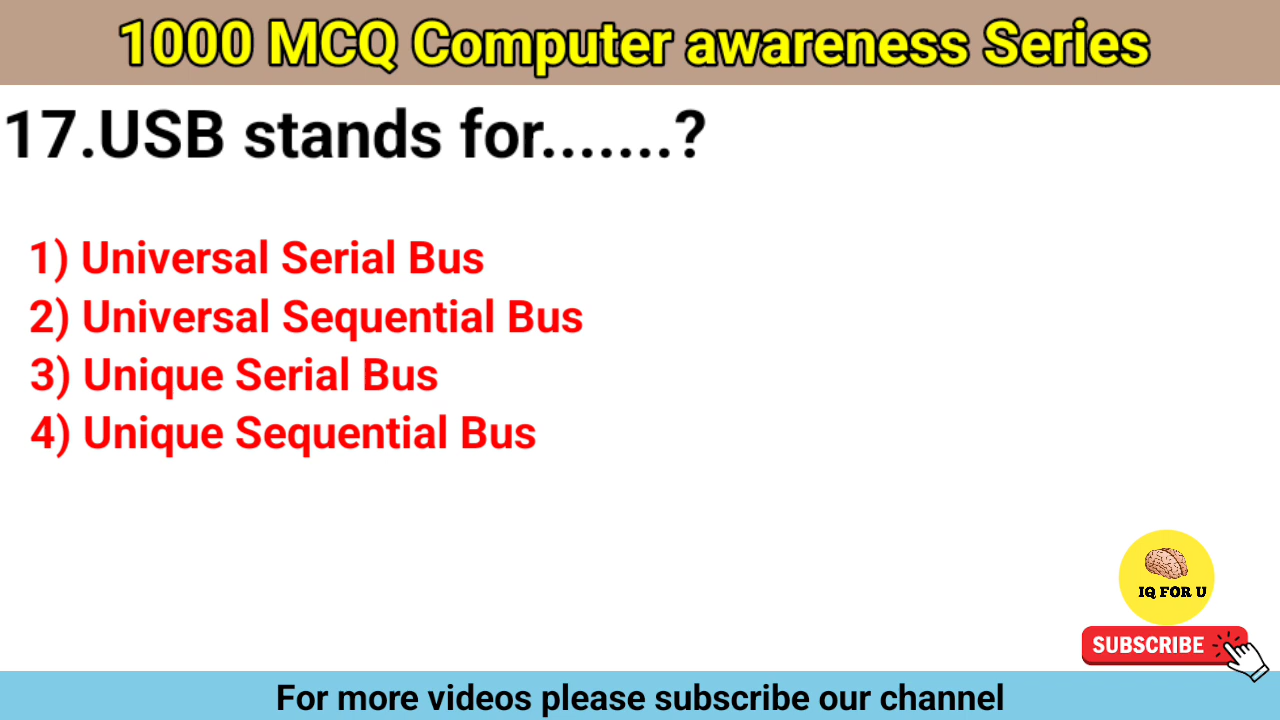 1000 MCQ Computer awareness Series
17.USB stands for.......?
1) Universal Serial Bus
2) Universal Sequential Bus
3) Unique Serial Bus
4) Unique Sequential Bus
IQ FOR U
SUBSCRIBE
For more videos please subscribe our channel